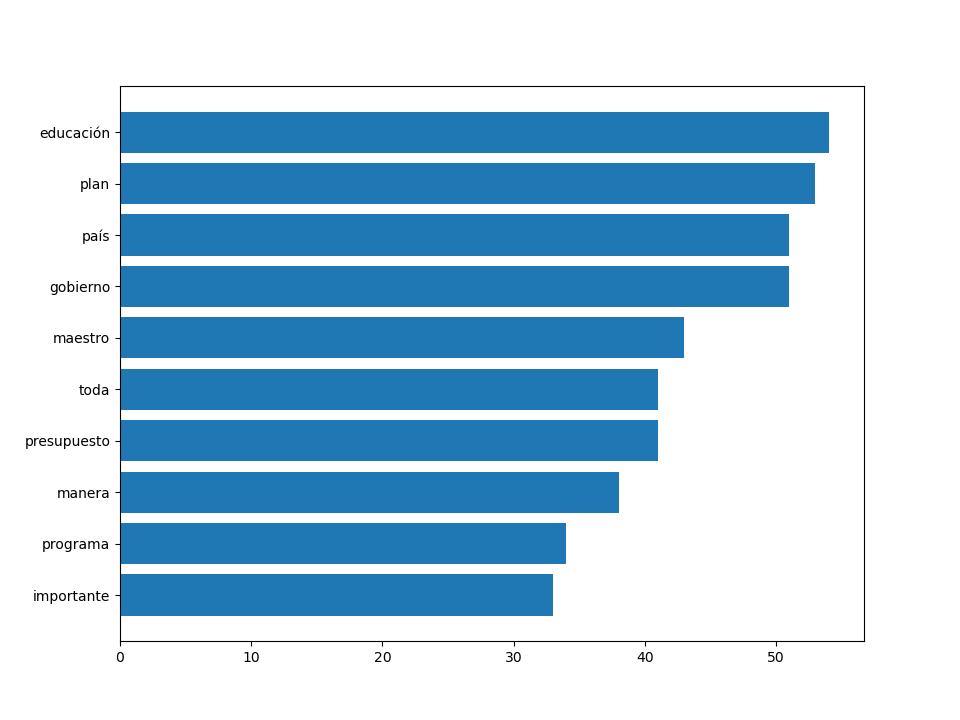 educación
plan
país
gobierno
maestro
toda
presupuesto
manera
programa
importante
0 10 20 30 40 50